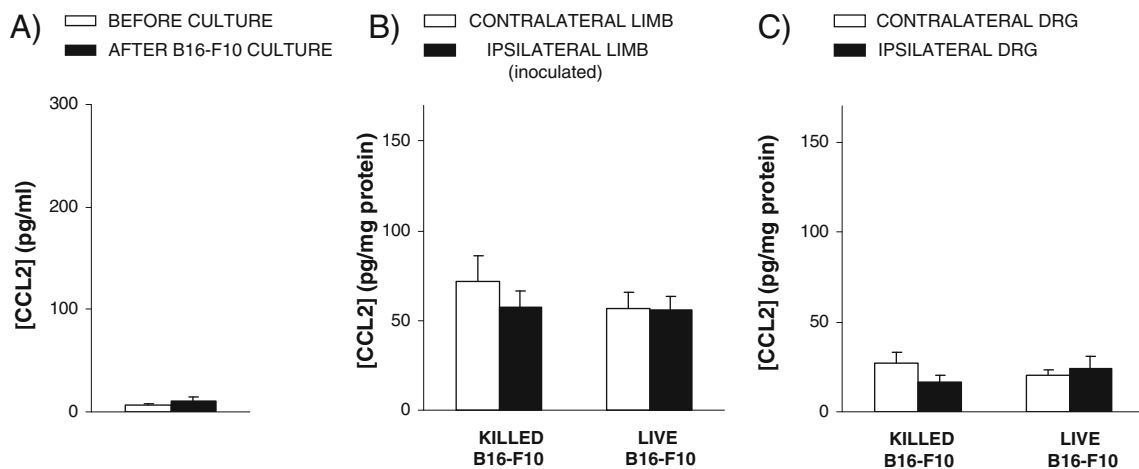 A)
BEFORE CULTURE
AFTER B16-F10 CULTURE
[CCL2] (pg/ml)
300
200
100
0
B)
CONTRALATERAL LIMB
IPSILATERAL LIMB
(inoculated)
[CCL2] (pg/mg protein)
150
100
50
0
KILLED
B16-F10
LIVE
B16-F10
C)
CONTRALATERAL DRG
IPSILATERAL DRG
[CCL2] (pg/mg protein)
150
100
50
0
KILLED
B16-F10
LIVE
B16-F10